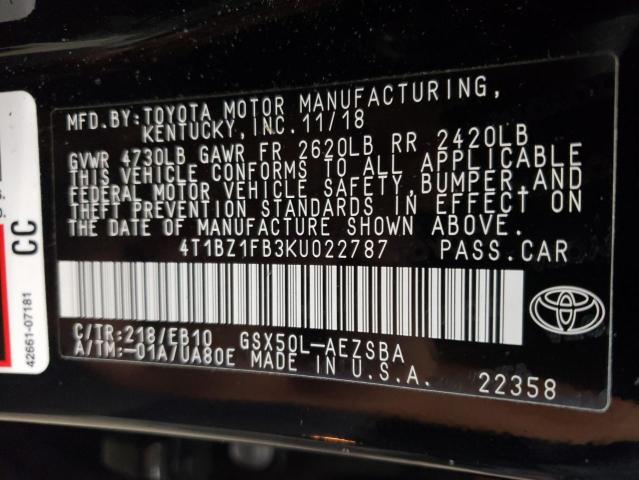 MFD.BY:TOYOTA MOTOR MANUFACTURING,
KENTUCKY,INC.11/18
GVWR 4730LB GAWR FR 2620LB RR 2420LB
THIS VEHICLE CONFORMS TO ALL APPLICABLE
FEDERAL MOTOR VEHICLE SAFETY,BUMPER,AND
THEFT PREVENTION STANDARDS IN EFFECT ON
THE DATE OF MANUFACTURE SHOWN ABOVE.
4T1BZ1FB3KU022787 PASS.CAR
C/TR:218/EB10 GSX50L-AEZSBA
A/TM:-01A/UA80E MADE IN U.S.A.
22358
CC
42661-07181